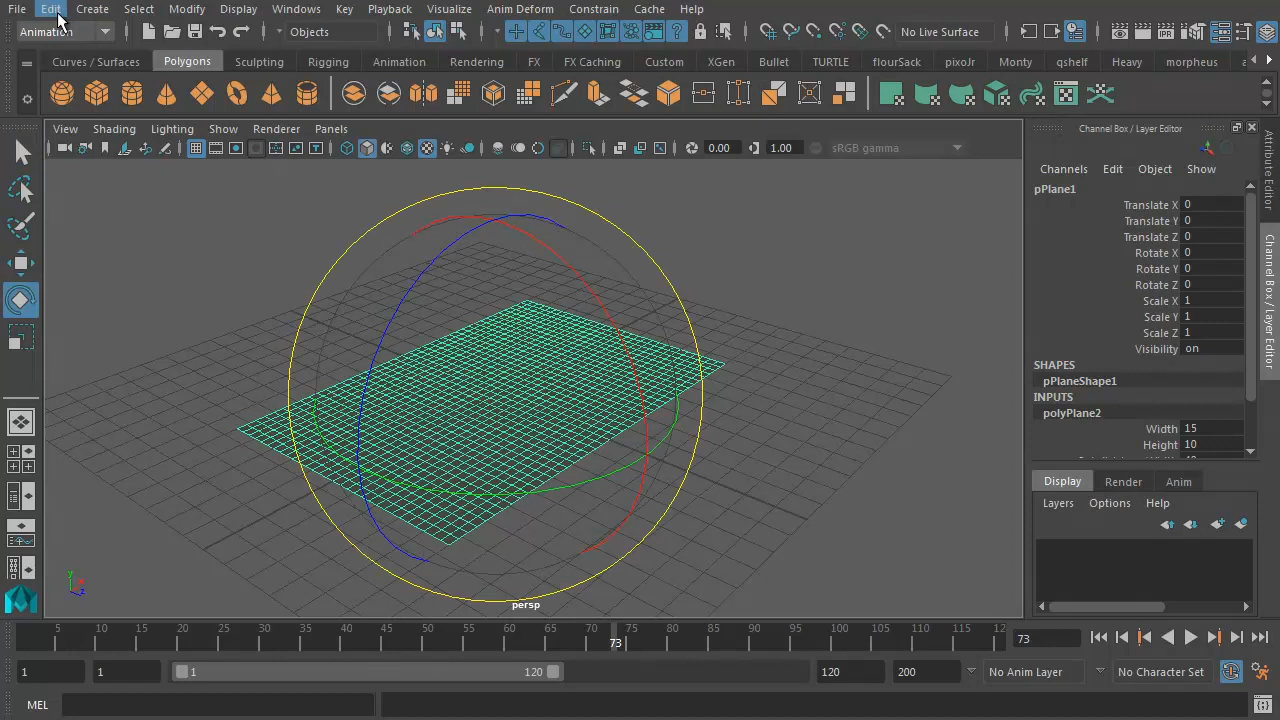 File Edit Create Select Modify Display Windows Key Playback Visualize Anim Deform Constrain Cache Help
Animation Objects No Live Surface
Curves / Surfaces Polygons Sculpting Rigging Animation Rendering FX FX Caching Custom XGen Bullet TURTLE flourSack pixoJr Monty qshelf Heavy morpheus
View Shading Lighting Show Renderer Panels
0.00 1.00 sRGB gamma
Channel Box / Layer Editor
Channels Edit Object Show
pPlane1
Translate X 0
Translate Y 0
Translate Z 0
Rotate X 0
Rotate Y 0
Rotate Z 0
Scale X 1
Scale Y 1
Scale Z 1
Visibility on
SHAPES
pPlaneShape1
INPUTS
polyPlane2
Width 15
Height 10
Attribute Editor
Channel Box / Layer Editor
Display Render Anim
Layers Options Help
y
x
z
persp
5 10 15 20 25 30 35 40 45 50 55 60 65 70 75 80 85 90 95 100 105 110 115 12
73
73
1 1 1 120 120 200 No Anim Layer No Character Set
MEL